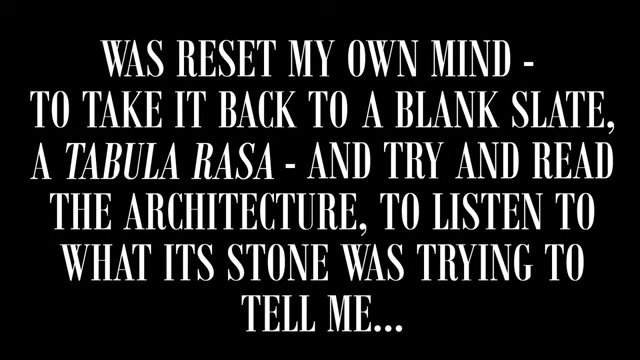 WAS RESET MY OWN MIND -
TO TAKE IT BACK TO A BLANK SLATE,
A TABULA RASA - AND TRY AND READ
THE ARCHITECTURE, TO LISTEN TO
WHAT ITS STONE WAS TRYING TO
TELL ME...